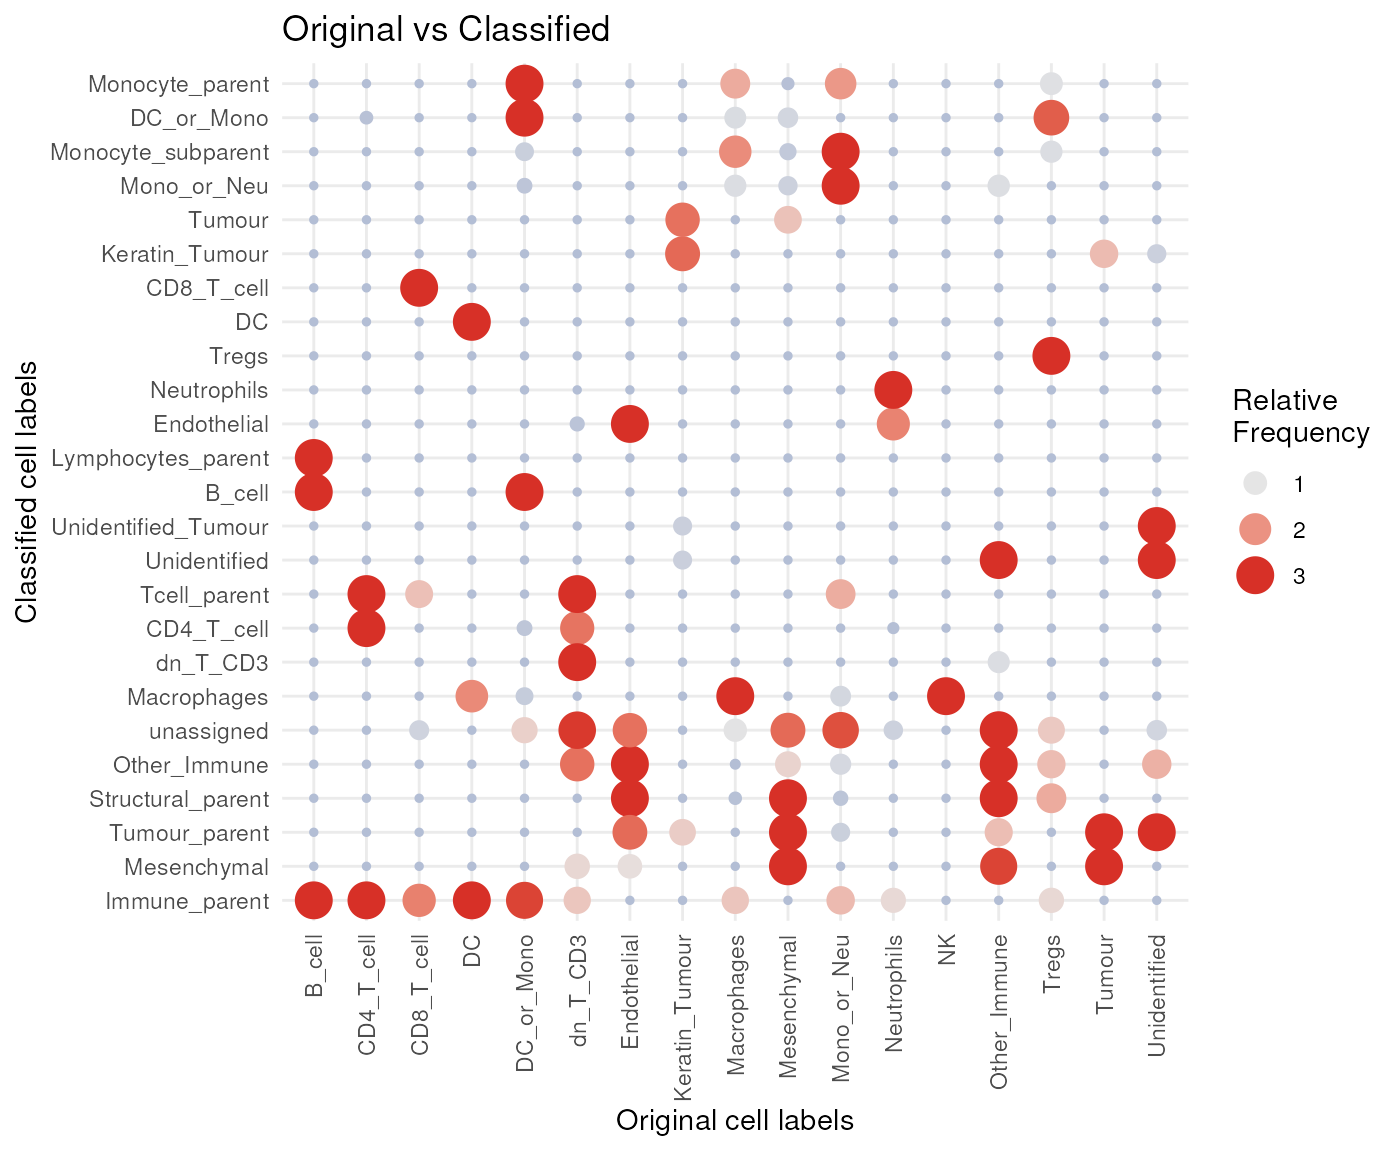 Original vs Classified
Classified cell labels
Monocyte_parent
DC_or_Mono
Monocyte_subparent
Mono_or_Neu
Tumour
Keratin_Tumour
CD8_T_cell
DC
Tregs
Neutrophils
Endothelial
Lymphocytes_parent
B_cell
Unidentified_Tumour
Unidentified
Tcell_parent
CD4_T_cell
dn_T_CD3
Macrophages
unassigned
Other_Immune
Structural_parent
Tumour_parent
Mesenchymal
Immune_parent
B_cell
CD4_T_cell
CD8_T_cell
DC
DC_or_Mono
dn_T_CD3
Endothelial
Keratin_Tumour
Macrophages
Mesenchymal
Mono_or_Neu
Neutrophils
NK
Other_Immune
Tregs
Tumour
Unidentified
Original cell labels
Relative
Frequency
1
2
3